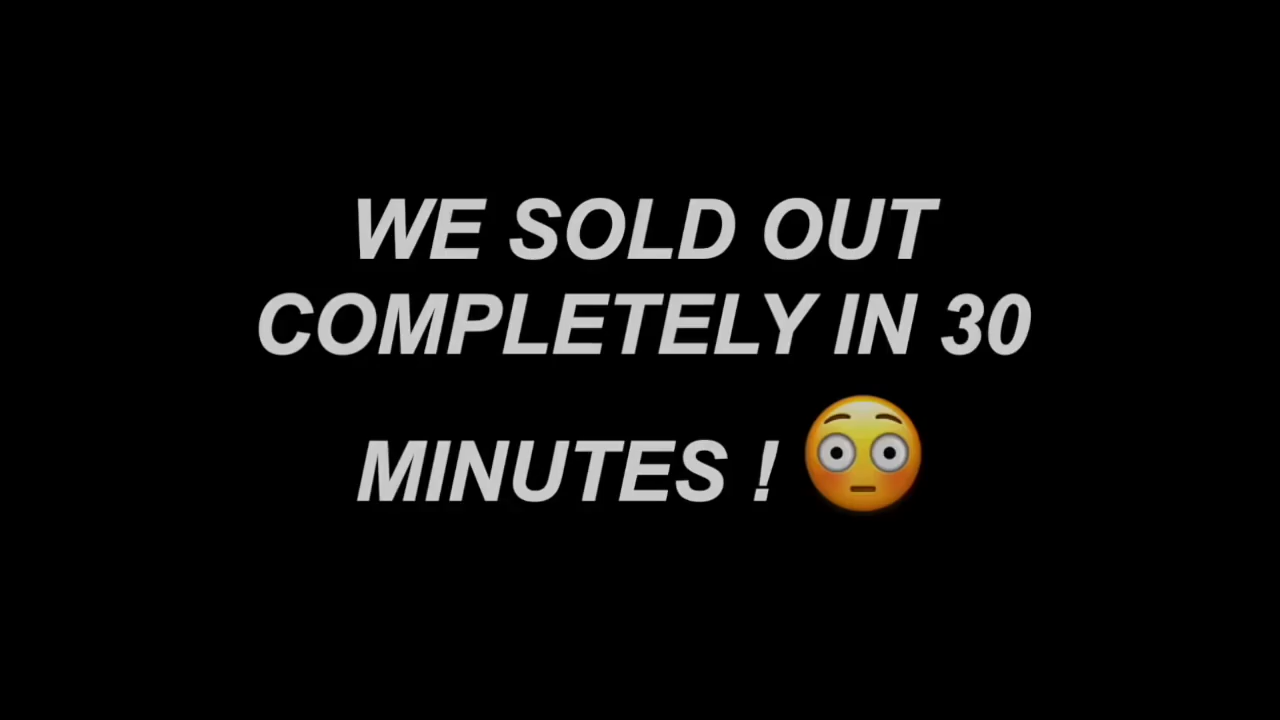 WE SOLD OUT
COMPLETELY IN 30
MINUTES ! 😳